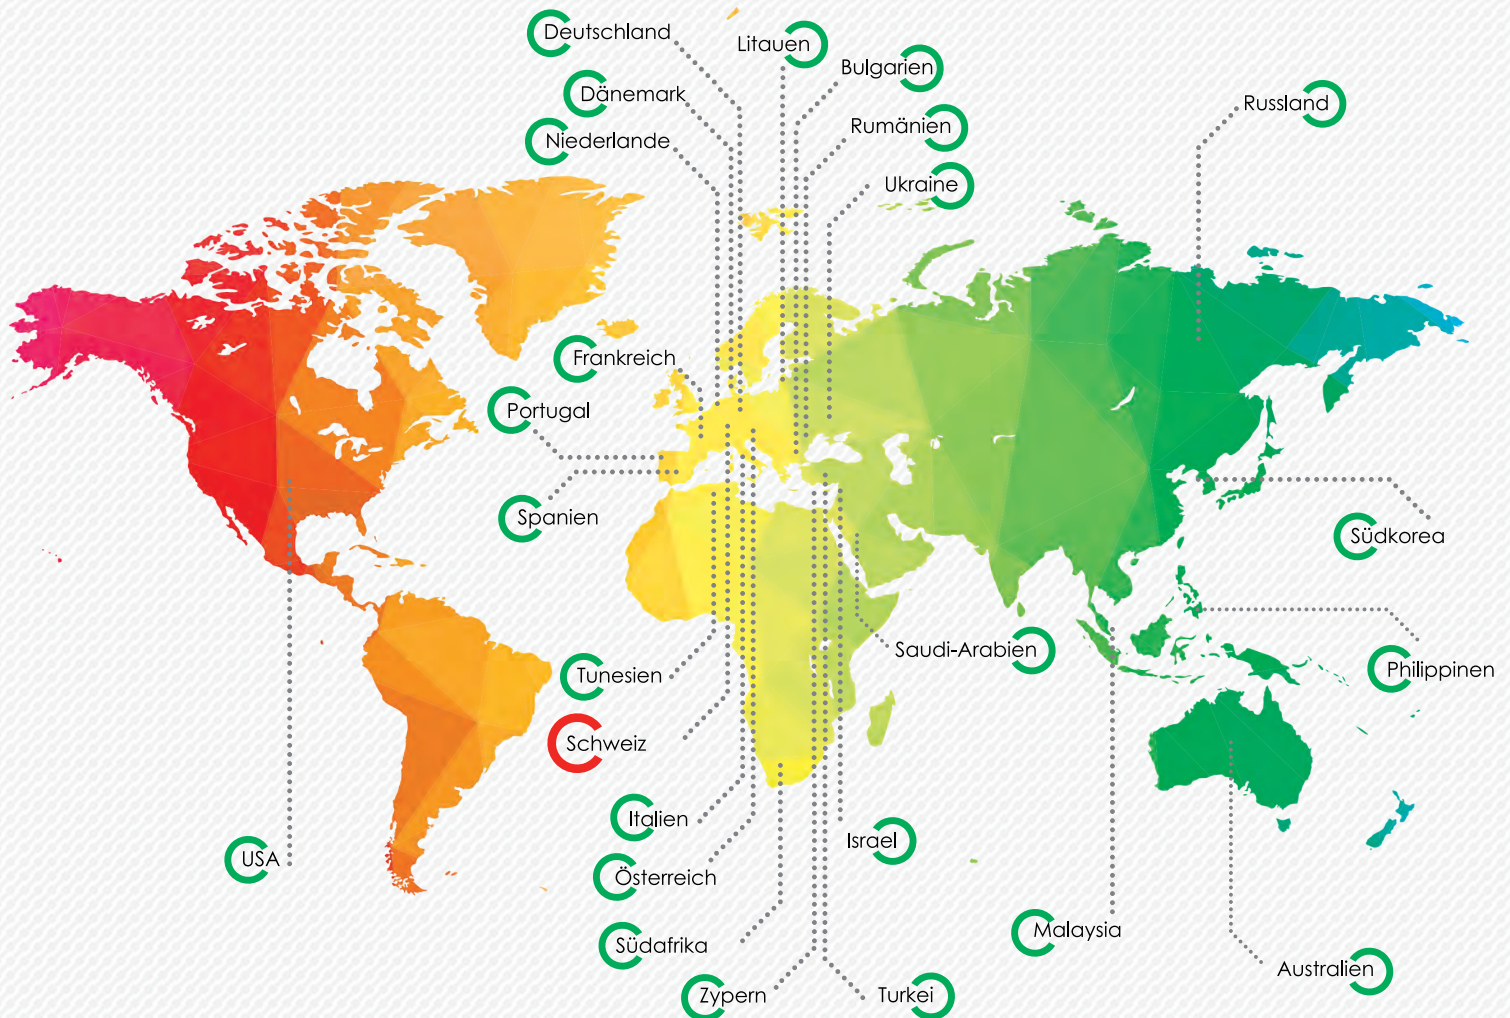 Deutschland
Litauen
Bulgarien
Dänemark
Russland
Rumänien
Niederlande
Ukraine
Frankreich
Portugal
Spanien
Südkorea
Saudi-Arabien
Philippinen
Tunesien
Schweiz
Italien
Israel
USA
Österreich
Malaysia
Südafrika
Australien
Zypern
Turkei